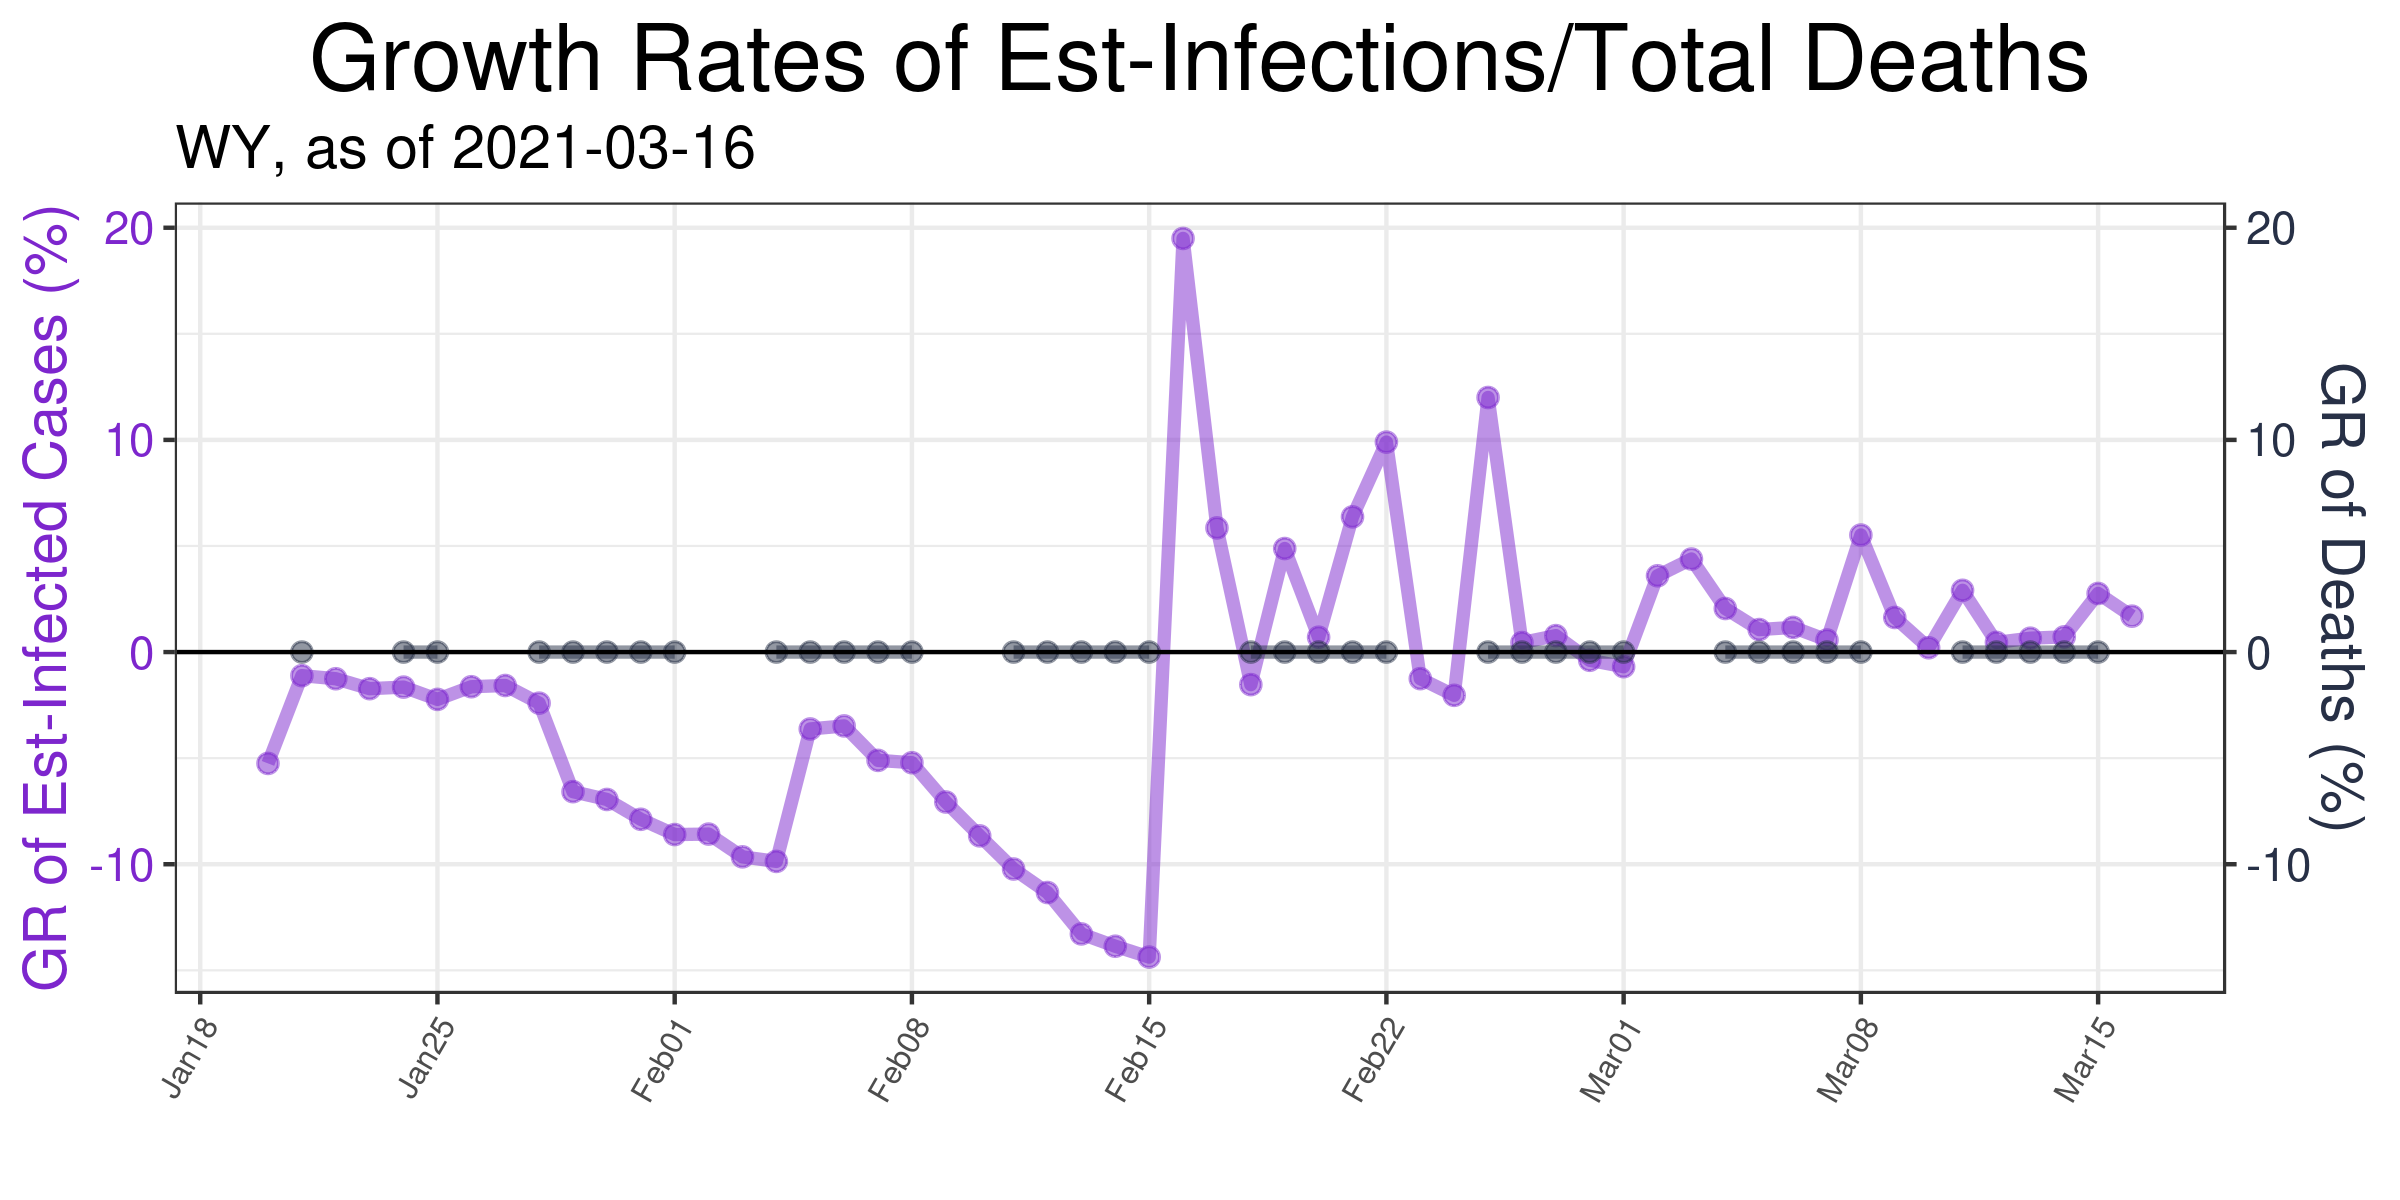 Growth Rates of Est-Infections/Total Deaths
WY, as of 2021-03-16
GR of Est-Infected Cases (%)
20
10
0
-10
20
10
0
-10
GR of Deaths (%)
Jan18
Jan25
Feb01
Feb08
Feb15
Feb22
Mar01
Mar08
Mar15